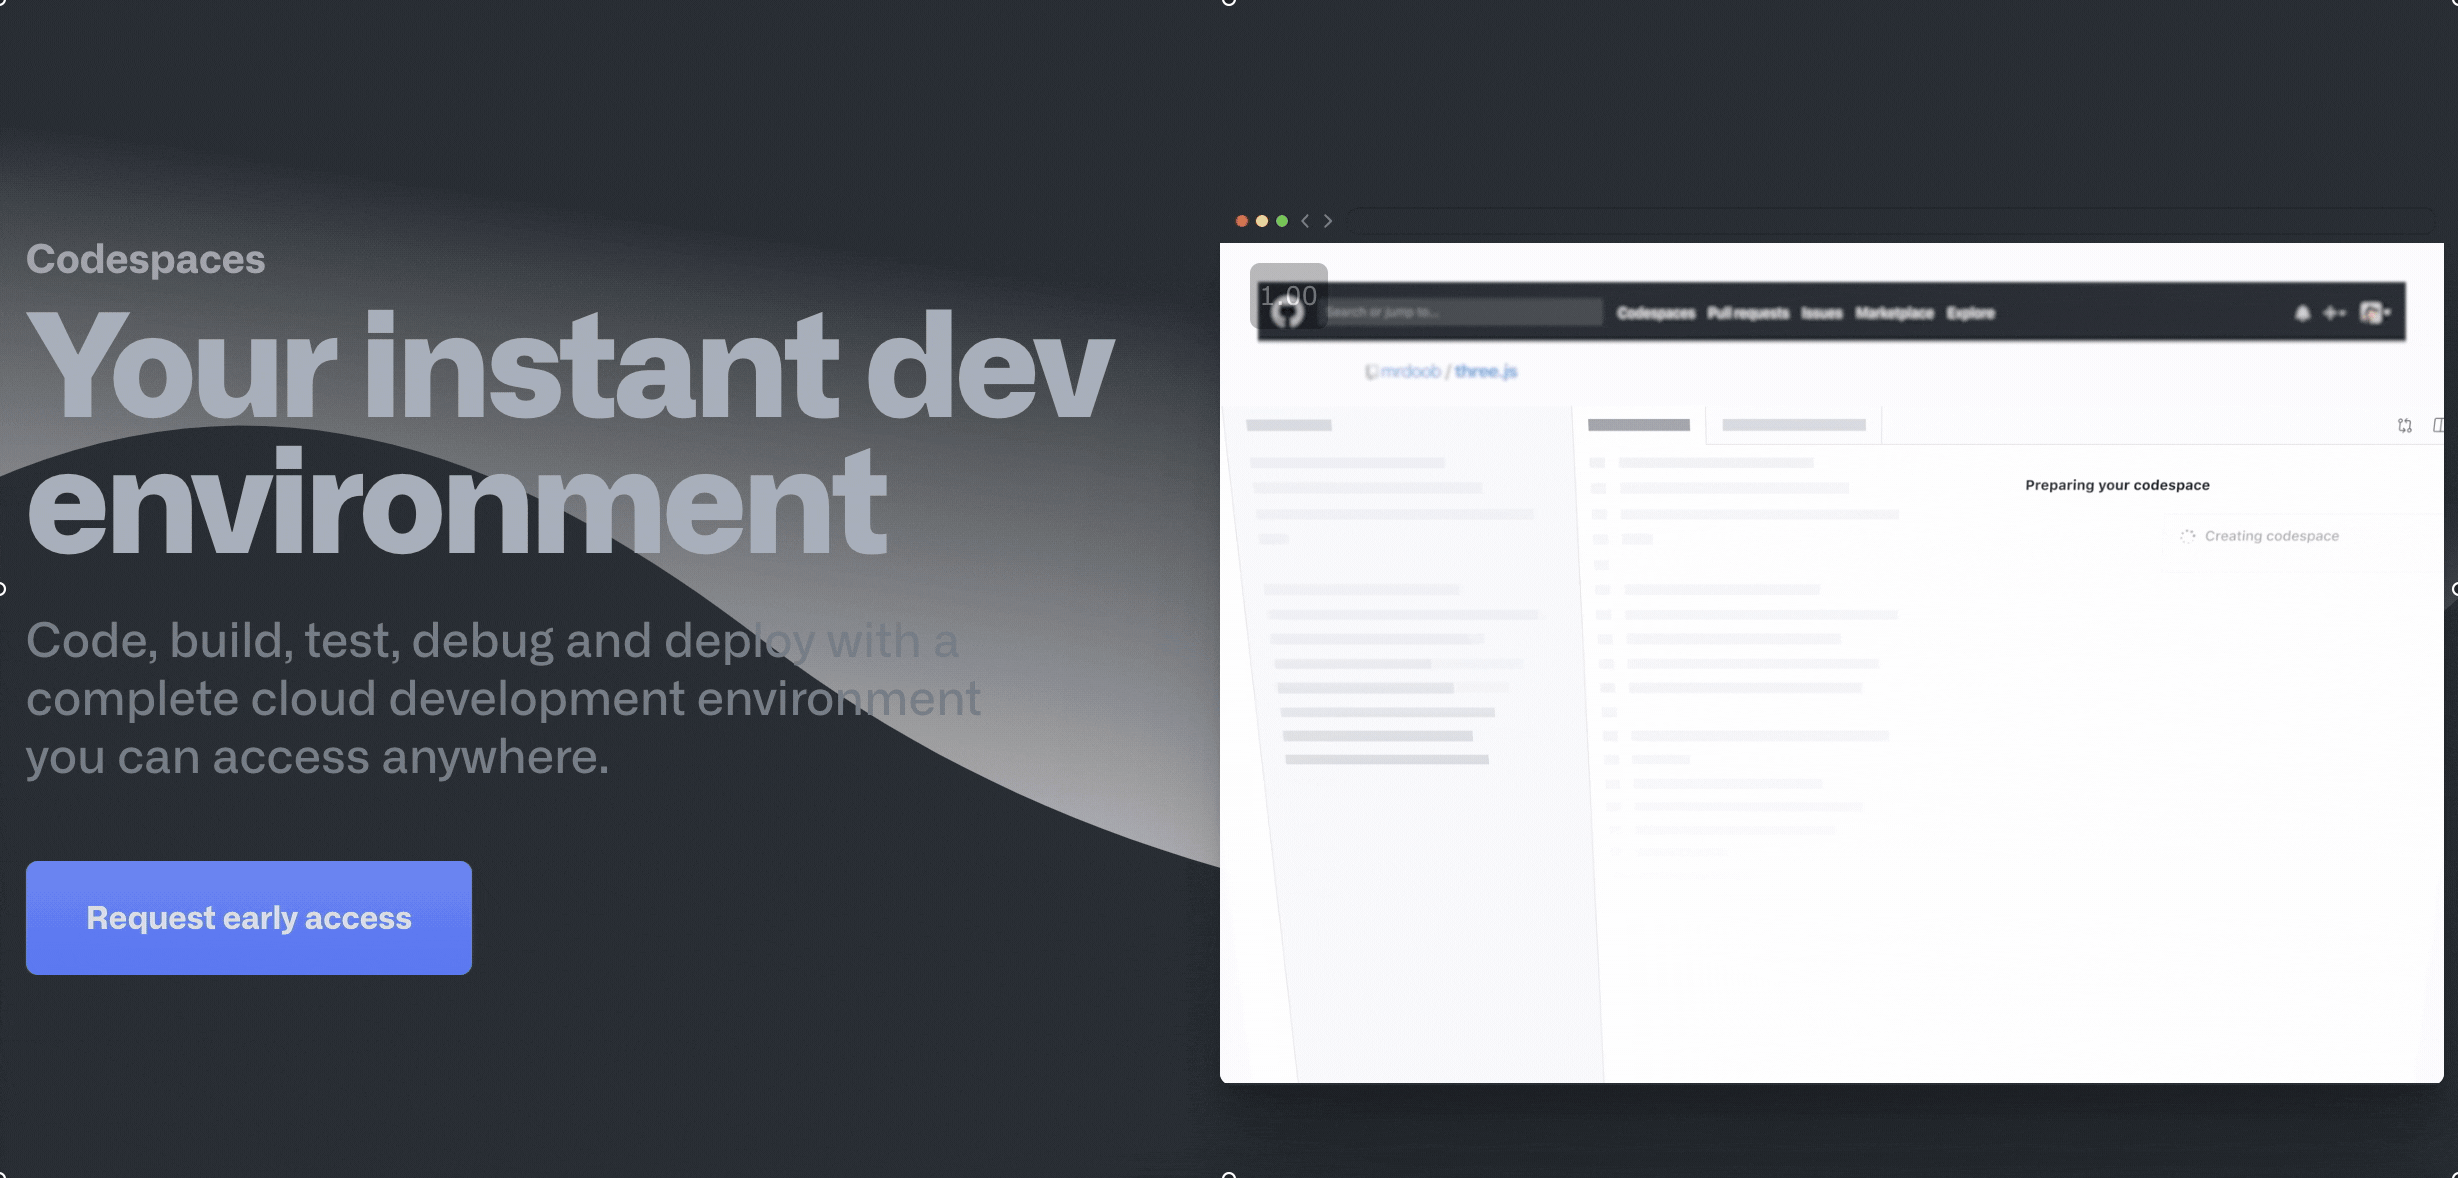 Codespaces
Your instant dev
environment
Code, build, test, debug and deploy with a
complete cloud development environment
you can access anywhere.
Request early access
1.00
Search or jump to...
Codespaces Pull requests Issues Marketplace Explore
mrdoob / three.js
Preparing your codespace
Creating codespace